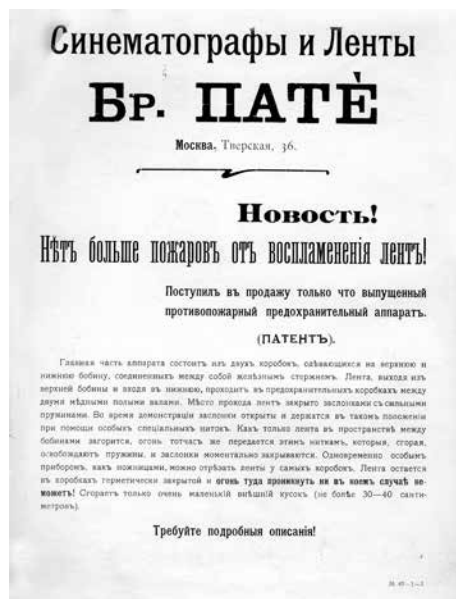 Синематографы и Ленты
Бр. ПАТЀ
Москва, Тверская, 36.
Новость!
Нѣтъ больше пожаровъ отъ воспламененія лентъ!
Поступилъ въ продажу только что выпущенный
противопожарный предохранительный аппаратъ.
(ПАТЕНТЪ).
Главная часть аппарата состоитъ изъ двухъ коробокъ, одѣвающихся на верхнюю и
нижнюю бобину, соединенныхъ между собой желѣзнымъ стержнемъ. Лента, выходя изъ
верхней бобины и входя въ нижнюю, проходитъ въ предохранительныхъ коробкахъ между
двумя мѣдными полыми валами. Мѣсто прохода лентъ закрыто заслонками съ сильными
пружинами. Во время демонстраціи заслонки открыты и держатся въ такомъ положеніи
при помощи особыхъ спеціальныхъ нитокъ. Какъ только лента въ пространствѣ между
бобинами загорится, огонь тотчасъ же передается этимъ ниткамъ, которыя, сгорая,
освобождаютъ пружины, и заслонки моментально закрываются. Одновременно особымъ
приборомъ, какъ ножницами, можно отрѣзать ленты у самыхъ коробокъ. Лента остается
въ коробкахъ герметически закрытой и огонь туда проникнуть ни въ коемъ случаѣ не-
можетъ! Сгораетъ только очень маленькій внѣшній кусокъ (не болѣе 30—40 санти-
метровъ).
Требуйте подробныя описанія!